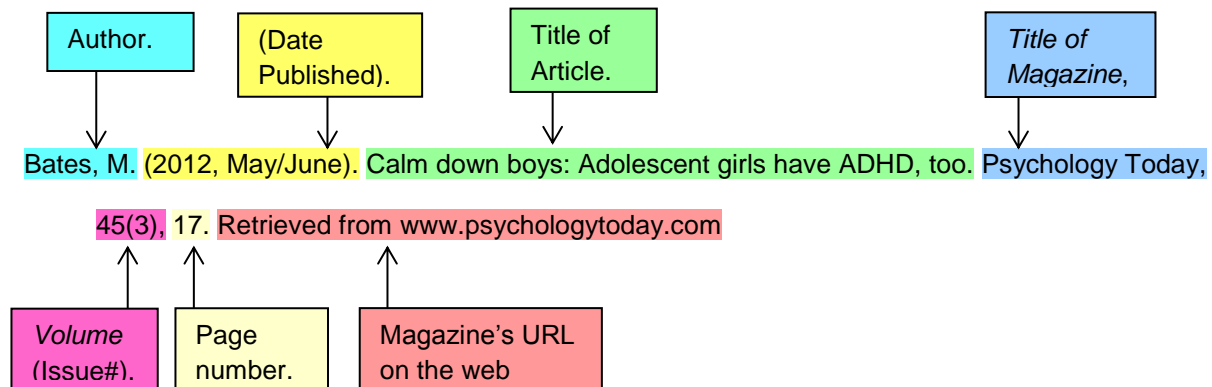 Author.
(Date
Published).
Title of
Article.
Title of
Magazine,
Bates, M. (2012, May/June). Calm down boys: Adolescent girls have ADHD, too. Psychology Today,
45(3), 17. Retrieved from www.psychologytoday.com
Volume
(Issue#).
Page
number.
Magazine's URL
on the web